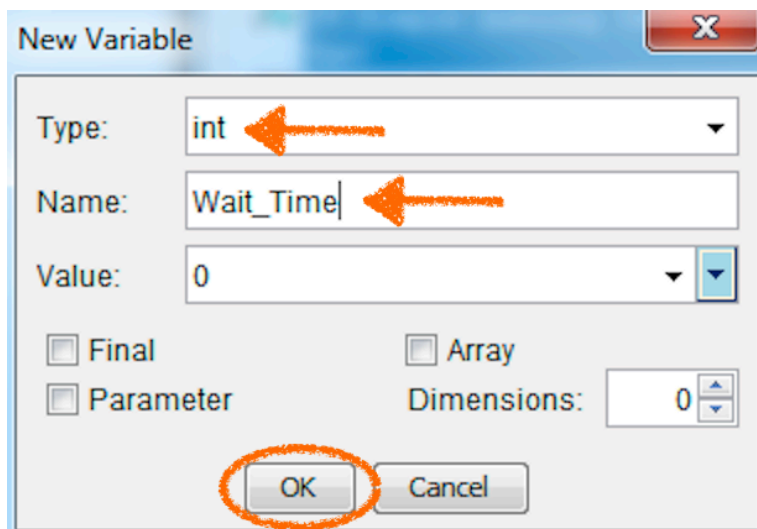 New Variable
Type: int
Name: Wait_Time
Value: 0
Final Array
Parameter Dimensions: 0
OK Cancel